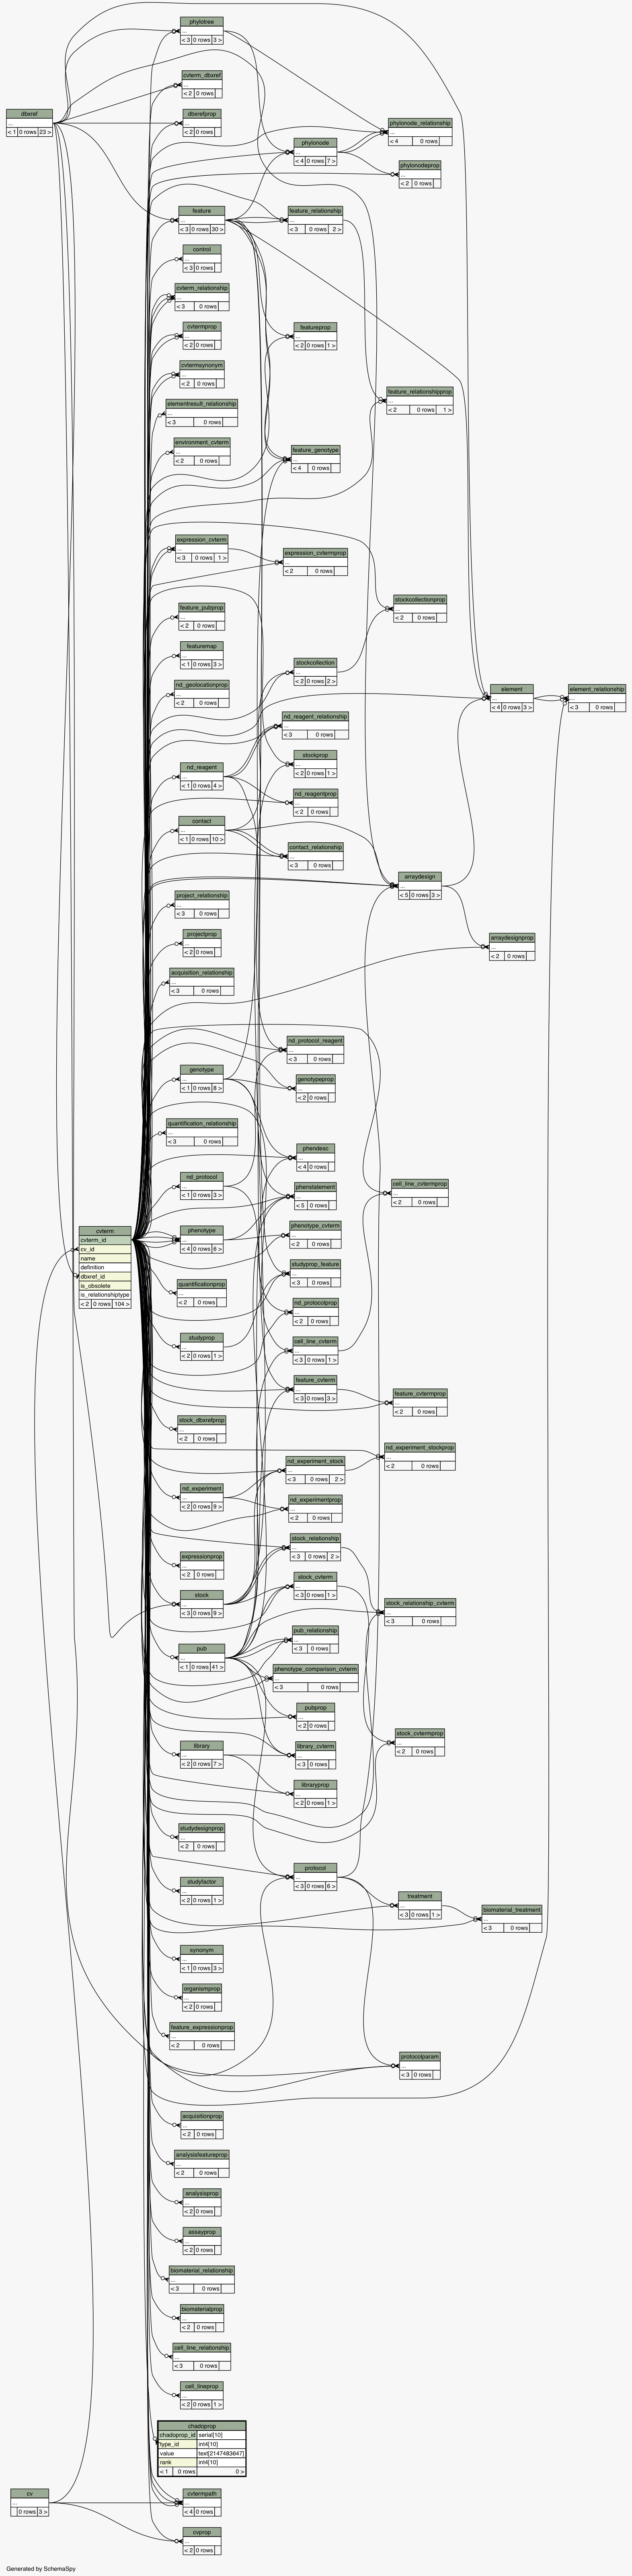 phylotree
...
< 3 0 rows 3 >
cvterm_dbxref
...
< 2 0 rows
dbxref
...
< 1 0 rows 23 >
dbxrefprop
...
< 2 0 rows
phylonode_relationship
...
< 4 0 rows
phylonode
...
< 4 0 rows 7 >
phylonodeprop
...
< 2 0 rows
feature
...
< 3 0 rows 30 >
feature_relationship
...
< 3 0 rows 2 >
control
...
< 3 0 rows
cvterm_relationship
...
< 3 0 rows
cvtermprop
...
< 2 0 rows
featureprop
...
< 2 0 rows 1 >
cvtermsynonym
...
< 2 0 rows
feature_relationshipprop
...
< 2 0 rows 1 >
elementresult_relationship
...
< 3 0 rows
environment_cvterm
...
< 2 0 rows
feature_genotype
...
< 4 0 rows
expression_cvterm
...
< 3 0 rows 1 >
expression_cvtermprop
...
< 2 0 rows
stockcollectionprop
...
< 2 0 rows
feature_pubprop
...
< 2 0 rows
featuremap
...
< 1 0 rows 3 >
stockcollection
...
< 2 0 rows 2 >
nd_geolocationprop
...
< 2 0 rows
element
...
< 4 0 rows 3 >
element_relationship
...
< 3 0 rows
nd_reagent_relationship
...
< 3 0 rows
stockprop
...
< 2 0 rows 1 >
nd_reagent
...
< 1 0 rows 4 >
nd_reagentprop
...
< 2 0 rows
contact
...
< 1 0 rows 10 >
contact_relationship
...
< 3 0 rows
arraydesign
...
< 5 0 rows 3 >
project_relationship
...
< 3 0 rows
projectprop
...
< 2 0 rows
arraydesignprop
...
< 2 0 rows
acquisition_relationship
...
< 3 0 rows
nd_protocol_reagent
...
< 3 0 rows
genotype
...
< 1 0 rows 8 >
genotypeprop
...
< 2 0 rows
quantification_relationship
...
< 3 0 rows
phendesc
...
< 4 0 rows
nd_protocol
...
< 1 0 rows 3 >
phenstatement
...
< 5 0 rows
cell_line_cvtermprop
...
< 2 0 rows
cvterm
cvterm_id
cv_id
name
definition
dbxref_id
is_obsolete
is_relationshiptype
< 2 0 rows 104 >
phenotype
...
< 4 0 rows 6 >
phenotype_cvterm
...
< 2 0 rows
studyprop_feature
...
< 3 0 rows
quantificationprop
...
< 2 0 rows
nd_protocolprop
...
< 2 0 rows
studyprop
...
< 2 0 rows 1 >
cell_line_cvterm
...
< 3 0 rows 1 >
feature_cvterm
...
< 3 0 rows 3 >
feature_cvtermprop
...
< 2 0 rows
stock_dbxrefprop
...
< 2 0 rows
nd_experiment_stockprop
...
< 2 0 rows
nd_experiment_stock
...
< 3 0 rows 2 >
nd_experiment
...
< 2 0 rows 9 >
nd_experimentprop
...
< 2 0 rows
stock_relationship
...
< 3 0 rows 2 >
expressionprop
...
< 2 0 rows
stock_cvterm
...
< 3 0 rows 1 >
stock
...
< 3 0 rows 9 >
stock_relationship_cvterm
...
< 3 0 rows
pub_relationship
...
< 3 0 rows
pub
...
< 1 0 rows 41 >
phenotype_comparison_cvterm
...
< 3 0 rows
pubprop
...
< 2 0 rows
stock_cvtermprop
...
< 2 0 rows
library
...
< 2 0 rows 7 >
library_cvterm
...
< 3 0 rows
libraryprop
...
< 2 0 rows 1 >
studydesignprop
...
< 2 0 rows
protocol
...
< 3 0 rows 6 >
studyfactor
...
< 2 0 rows 1 >
treatment
...
< 3 0 rows 1 >
biomaterial_treatment
...
< 3 0 rows
synonym
...
< 1 0 rows 3 >
organismprop
...
< 2 0 rows
feature_expressionprop
...
< 2 0 rows
protocolparam
...
< 3 0 rows
acquisitionprop
...
< 2 0 rows
analysisfeatureprop
...
< 2 0 rows
analysisprop
...
< 2 0 rows
assayprop
...
< 2 0 rows
biomaterial_relationship
...
< 3 0 rows
biomaterialprop
...
< 2 0 rows
cell_line_relationship
...
< 3 0 rows
cell_lineprop
...
< 2 0 rows 1 >
chadoprop
chadoprop_id serial[10]
type_id int4[10]
value text[2147483647]
rank int4[10]
< 1 0 rows 0 >
cv
...
0 rows 3 >
cvtermpath
...
< 4 0 rows
cvprop
...
< 2 0 rows
Generated by SchemaSpy